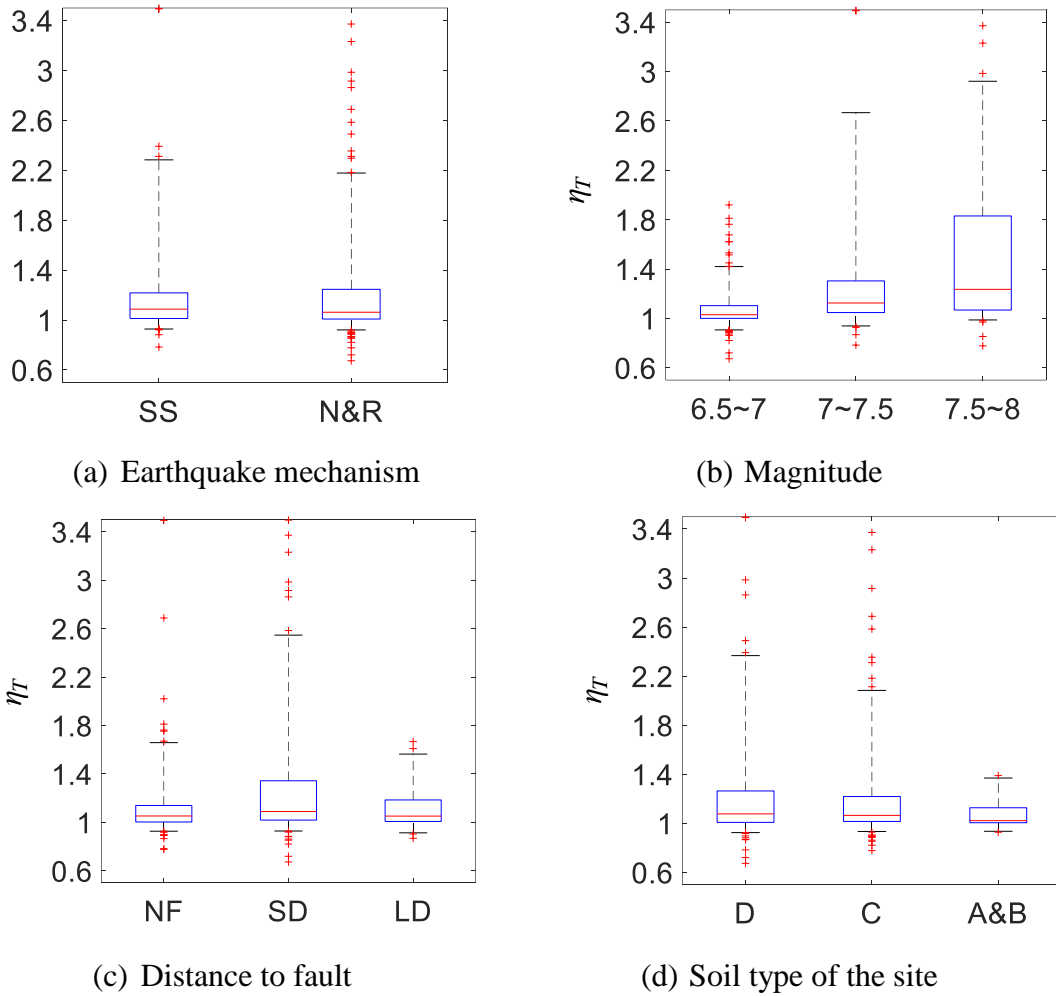 3.4
3
2.6
2.2
1.8
1.4
1
0.6
SS N&R
(a) Earthquake mechanism
η_T
3.4
3
2.6
2.2
1.8
1.4
1
0.6
6.5~7 7~7.5 7.5~8
(b) Magnitude
η_T
3.4
3
2.6
2.2
1.8
1.4
1
0.6
NF SD LD
(c) Distance to fault
η_T
3.4
3
2.6
2.2
1.8
1.4
1
0.6
D C A&B
(d) Soil type of the site